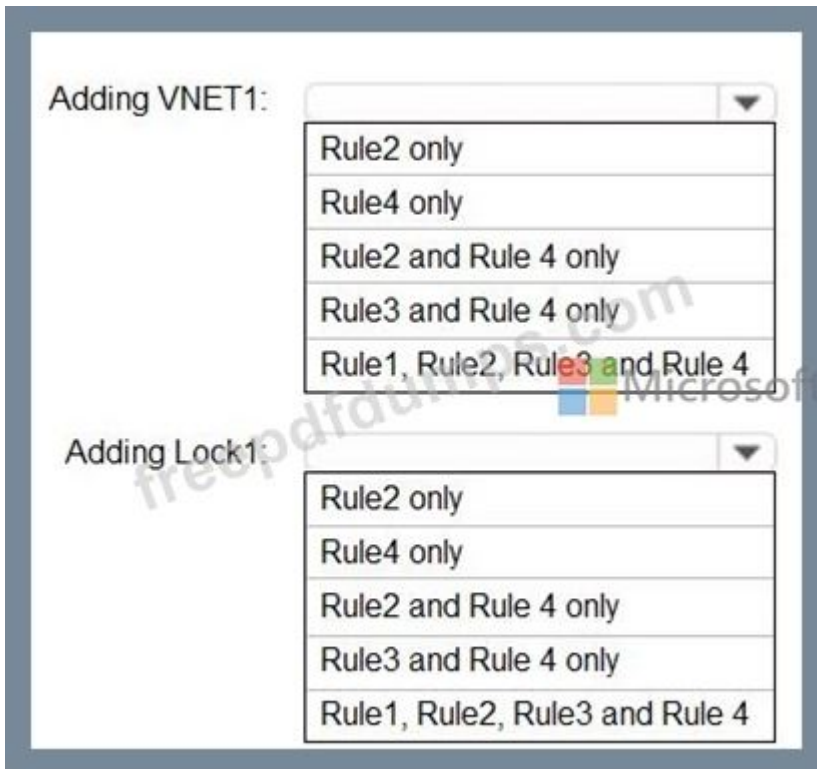 Adding VNET1:
Rule2 only
Rule4 only
Rule2 and Rule 4 only
Rule3 and Rule 4 only
Rule1, Rule2, Rule3 and Rule 4
Microsoft
freepdfdumps.com
Adding Lock1:
Rule2 only
Rule4 only
Rule2 and Rule 4 only
Rule3 and Rule 4 only
Rule1, Rule2, Rule3 and Rule 4